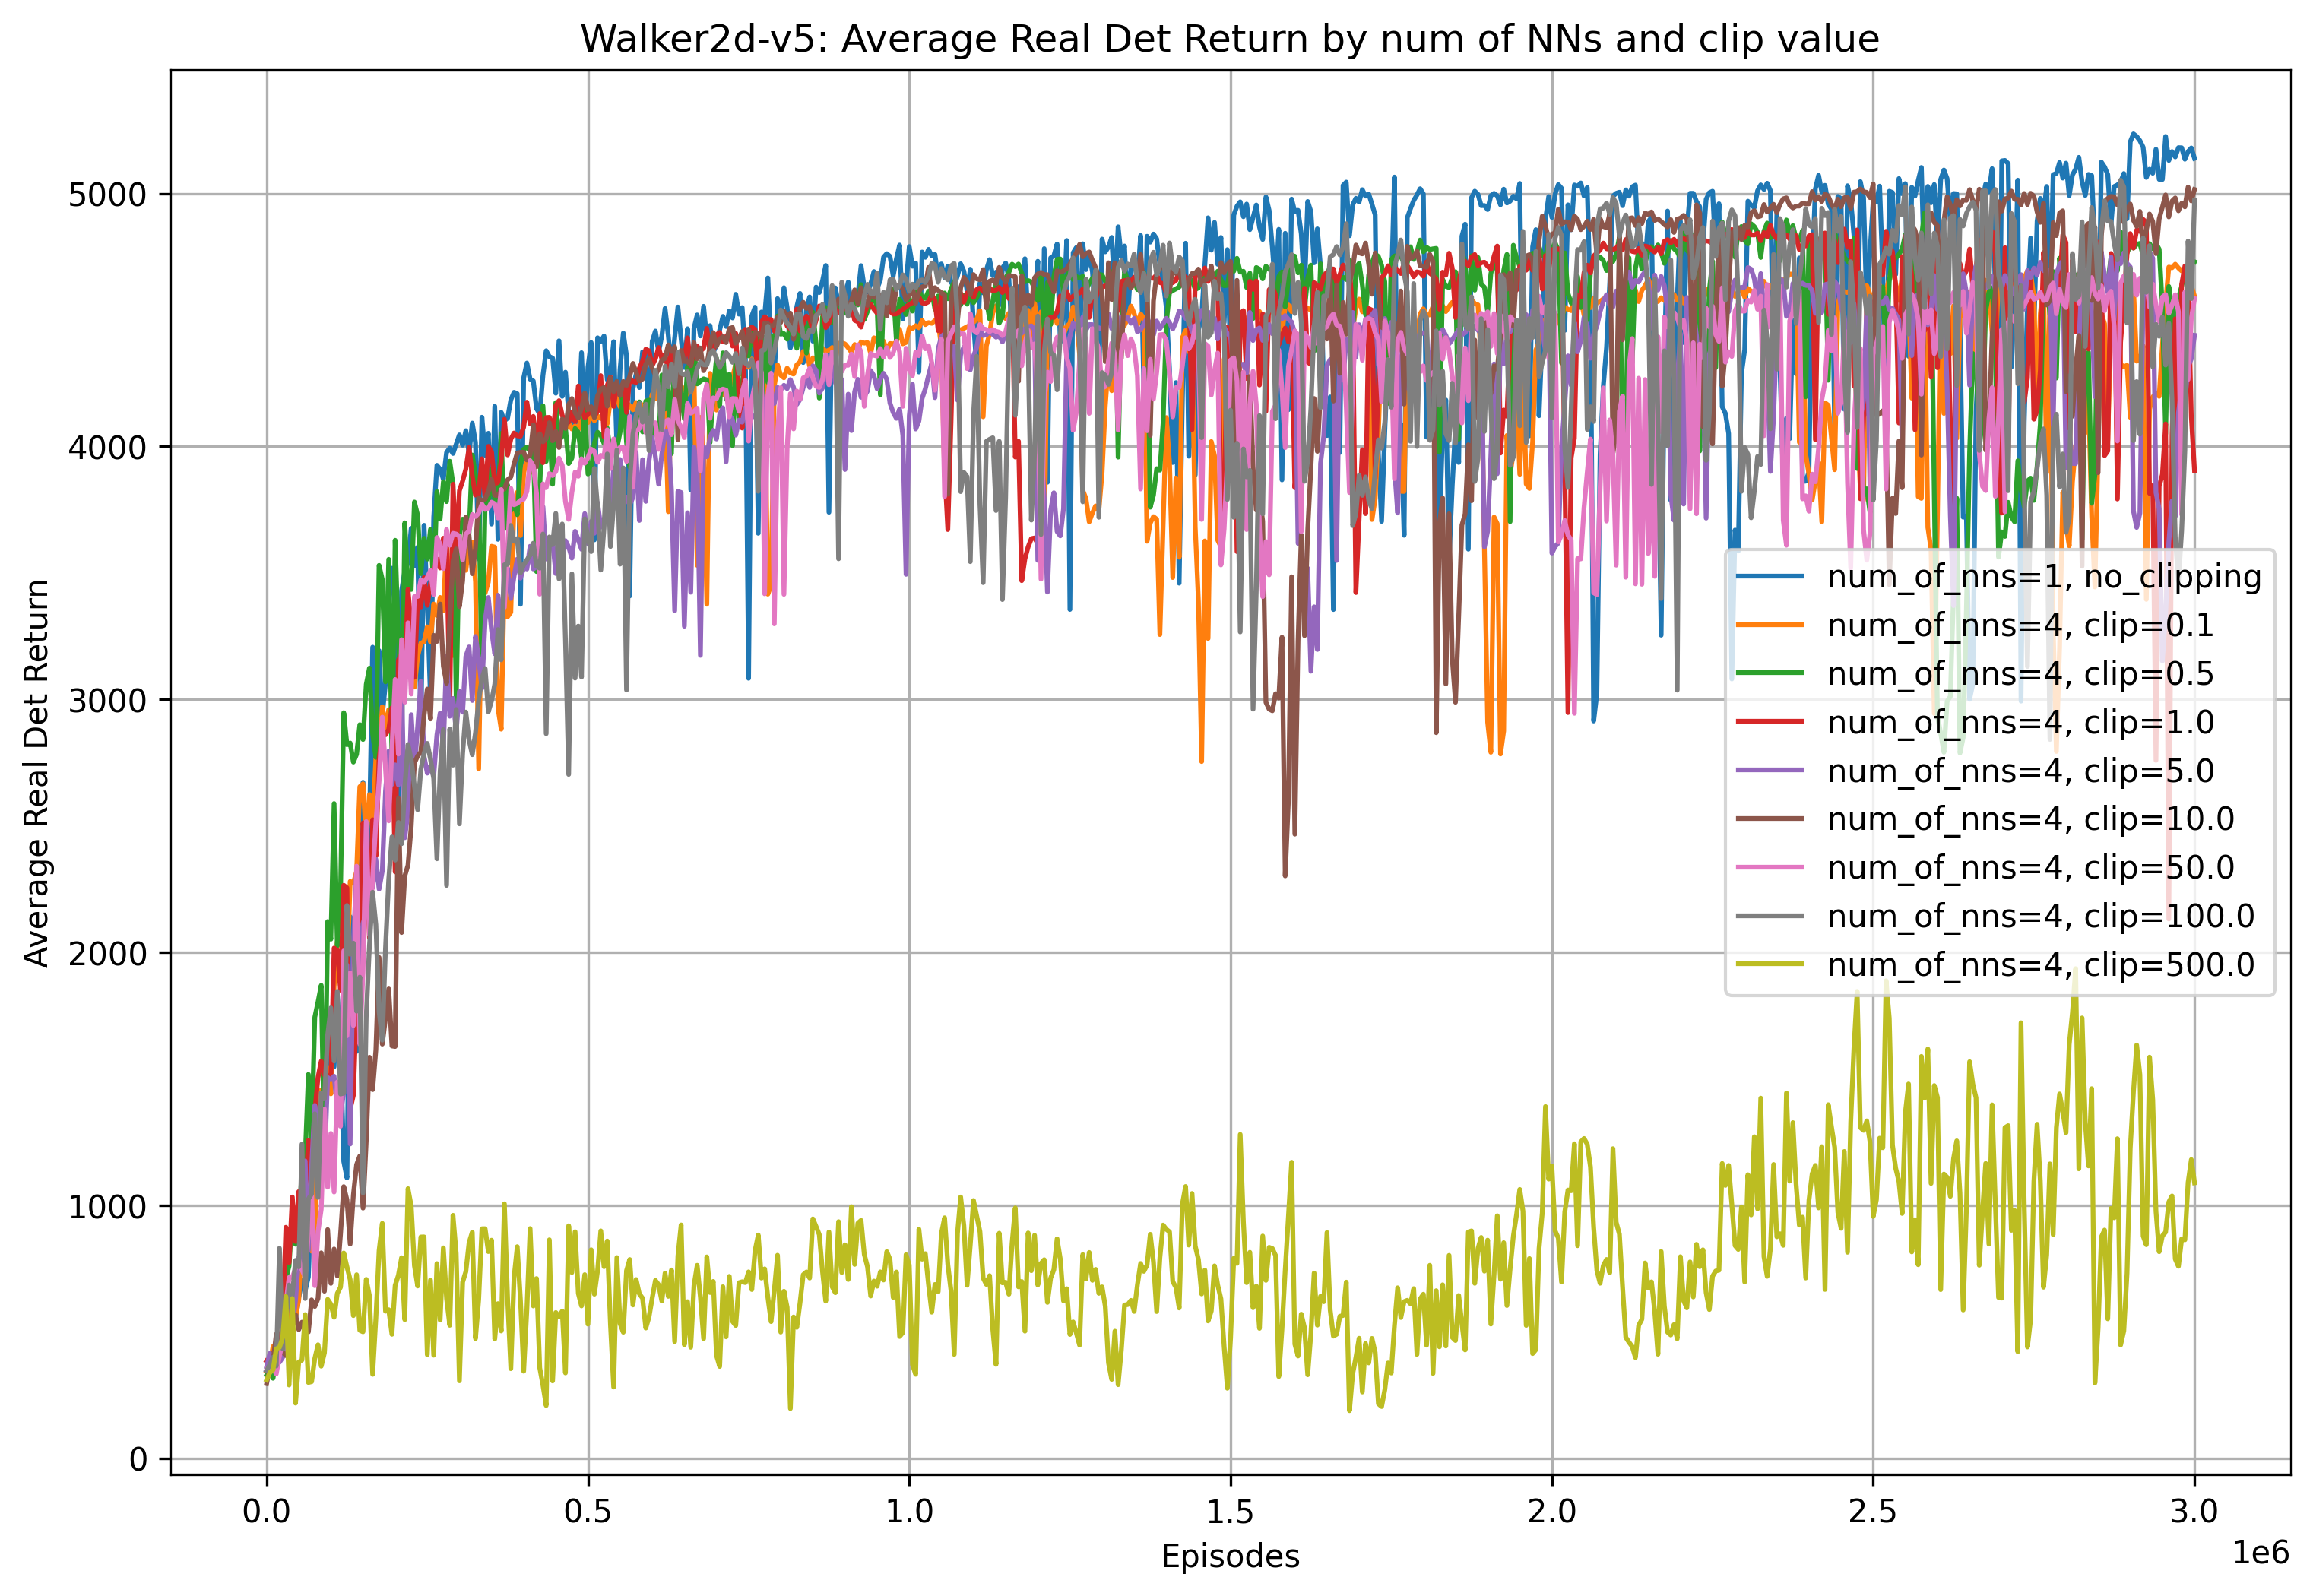 Walker2d-v5: Average Real Det Return by num of NNs and clip value
Average Real Det Return
5000
4000
3000
2000
1000
0
num_of_nns=1, no_clipping
num_of_nns=4, clip=0.1
num_of_nns=4, clip=0.5
num_of_nns=4, clip=1.0
num_of_nns=4, clip=5.0
num_of_nns=4, clip=10.0
num_of_nns=4, clip=50.0
num_of_nns=4, clip=100.0
num_of_nns=4, clip=500.0
0.0 0.5 1.0 1.5 2.0 2.5 3.0
1e6
Episodes